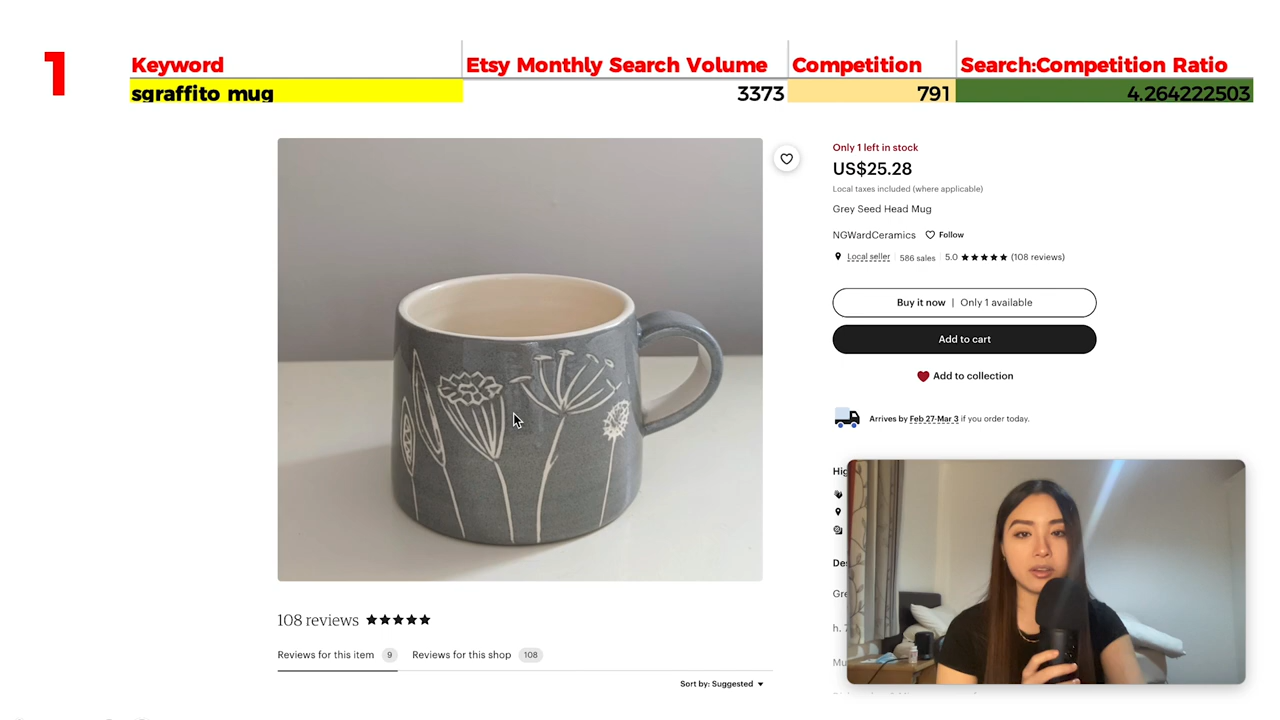 1
Keyword
Etsy Monthly Search Volume
Competition
Search:Competition Ratio
sgraffito mug
3373
791
4.264222503
Only 1 left in stock
US$25.28
Local taxes included (where applicable)
Grey Seed Head Mug
NGWardCeramics
Follow
Local seller
586 sales
5.0
(108 reviews)
Buy it now | Only 1 available
Add to cart
Add to collection
Arrives by Feb 27-Mar 3 if you order today.
108 reviews
Reviews for this item 9
Reviews for this shop 108
Sort by: Suggested